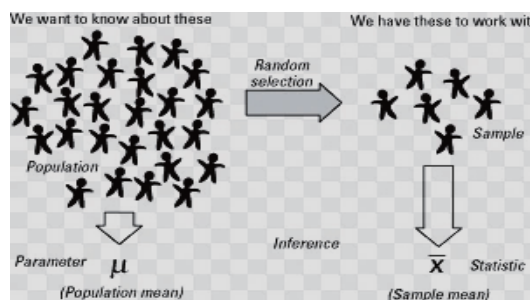 We want to know about these
We have these to work wit
Random
selection
Population
Sample
Parameter μ
Inference
x̄ Statistic
(Population mean)
(Sample mean)